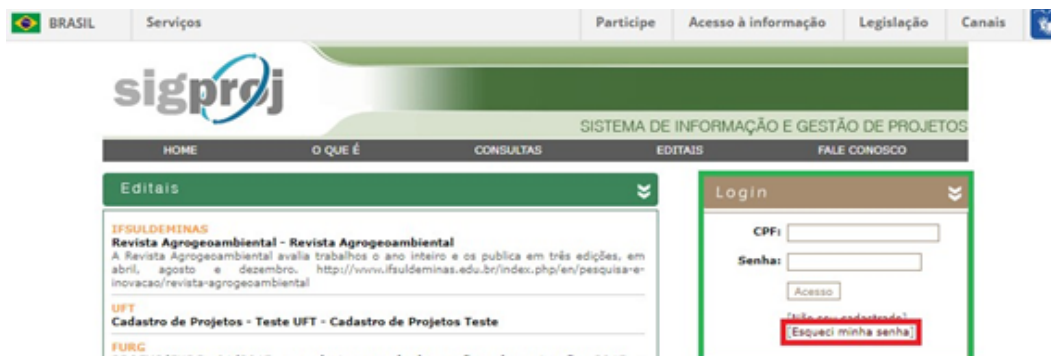 BRASIL Serviços Participe Acesso à informação Legislação Canais
sigproj
SISTEMA DE INFORMAÇÃO E GESTÃO DE PROJETOS
HOME O QUE É CONSULTAS EDITAIS FALE CONOSCO
Editais
IFSULDEMINAS
Revista Agrogeoambiental - Revista Agrogeoambiental
A Revista Agrogeoambiental avalia trabalhos o ano inteiro e os publica em três edições, em
abril, agosto e dezembro. http://www.ifsuldeminas.edu.br/index.php/en/pesquisa-e-
inovacao/revista-agrogeoambiental
UFT
Cadastro de Projetos - Teste UFT - Cadastro de Projetos Teste
FURG
Login
CPF:
Senha:
Acesso
[Não sou cadastrado]
[Esqueci minha senha]